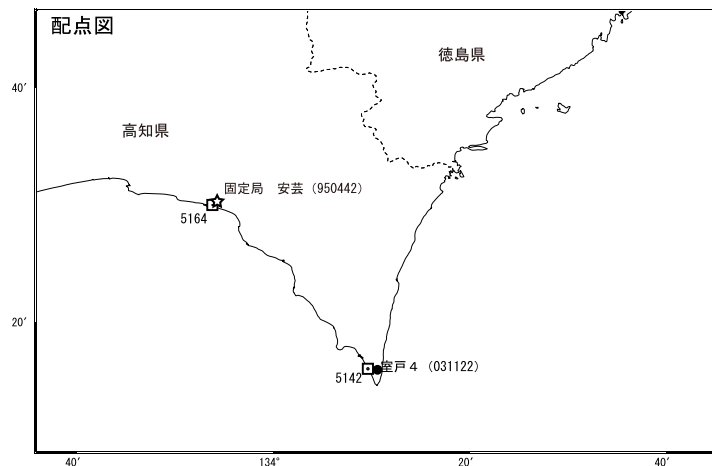 配点図
徳島県
40′
高知県
固定局 安芸（950442）
5164
20′
室戸４（031122）
5142
40′ 134° 20′ 40′